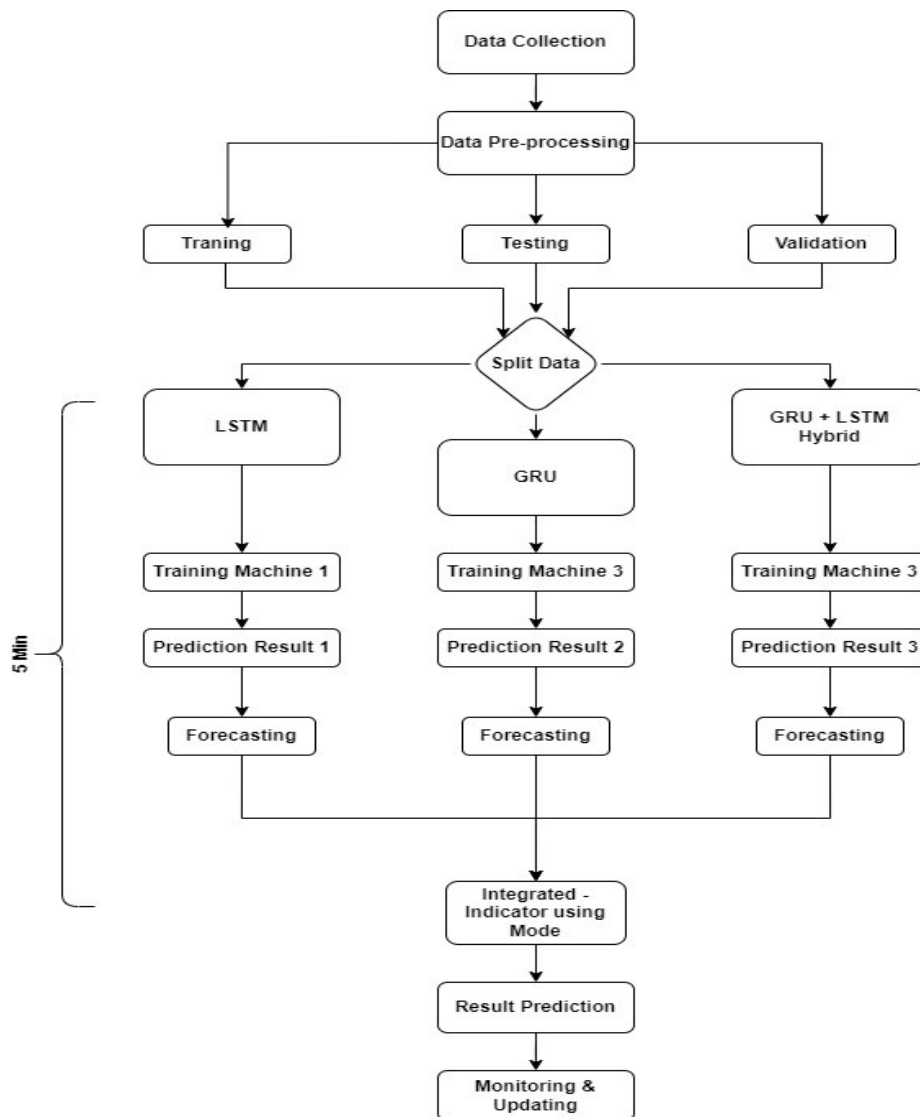 Data Collection
Data Pre-processing
Traning
Testing
Validation
Split Data
LSTM
GRU
GRU + LSTM
Hybrid
Training Machine 1
Training Machine 3
Training Machine 3
5 Min
Prediction Result 1
Prediction Result 2
Prediction Result 3
Forecasting
Forecasting
Forecasting
Integrated -
Indicator using
Mode
Result Prediction
Monitoring &
Updating